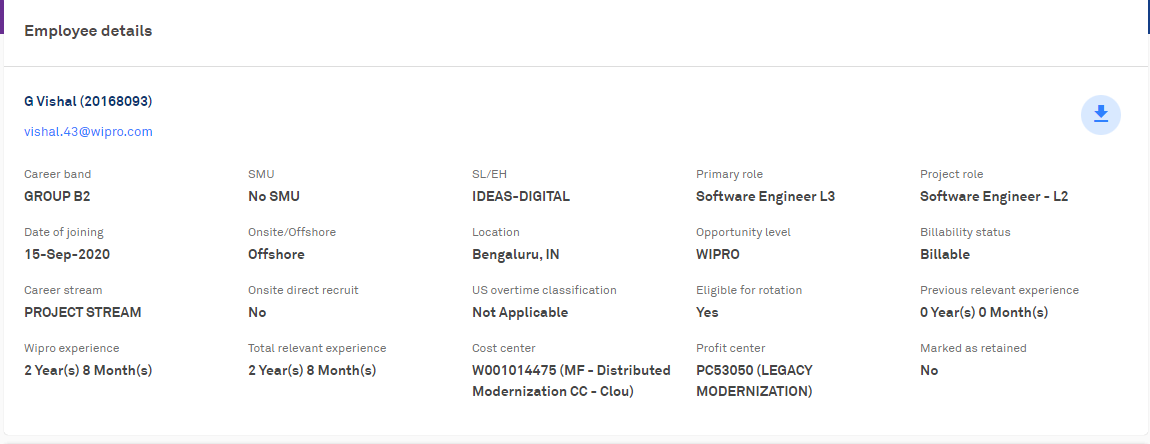 Employee details
G Vishal (20168093)
vishal.43@wipro.com
Career band SMU SL/EH Primary role Project role
GROUP B2 No SMU IDEAS-DIGITAL Software Engineer L3 Software Engineer - L2
Date of joining Onsite/Offshore Location Opportunity level Billability status
15-Sep-2020 Offshore Bengaluru, IN WIPRO Billable
Career stream Onsite direct recruit US overtime classification Eligible for rotation Previous relevant experience
PROJECT STREAM No Not Applicable Yes 0 Year(s) 0 Month(s)
Wipro experience Total relevant experience Cost center Profit center Marked as retained
2 Year(s) 8 Month(s) 2 Year(s) 8 Month(s) W001014475 (MF - Distributed PC53050 (LEGACY No
Modernization CC - Clou) MODERNIZATION)